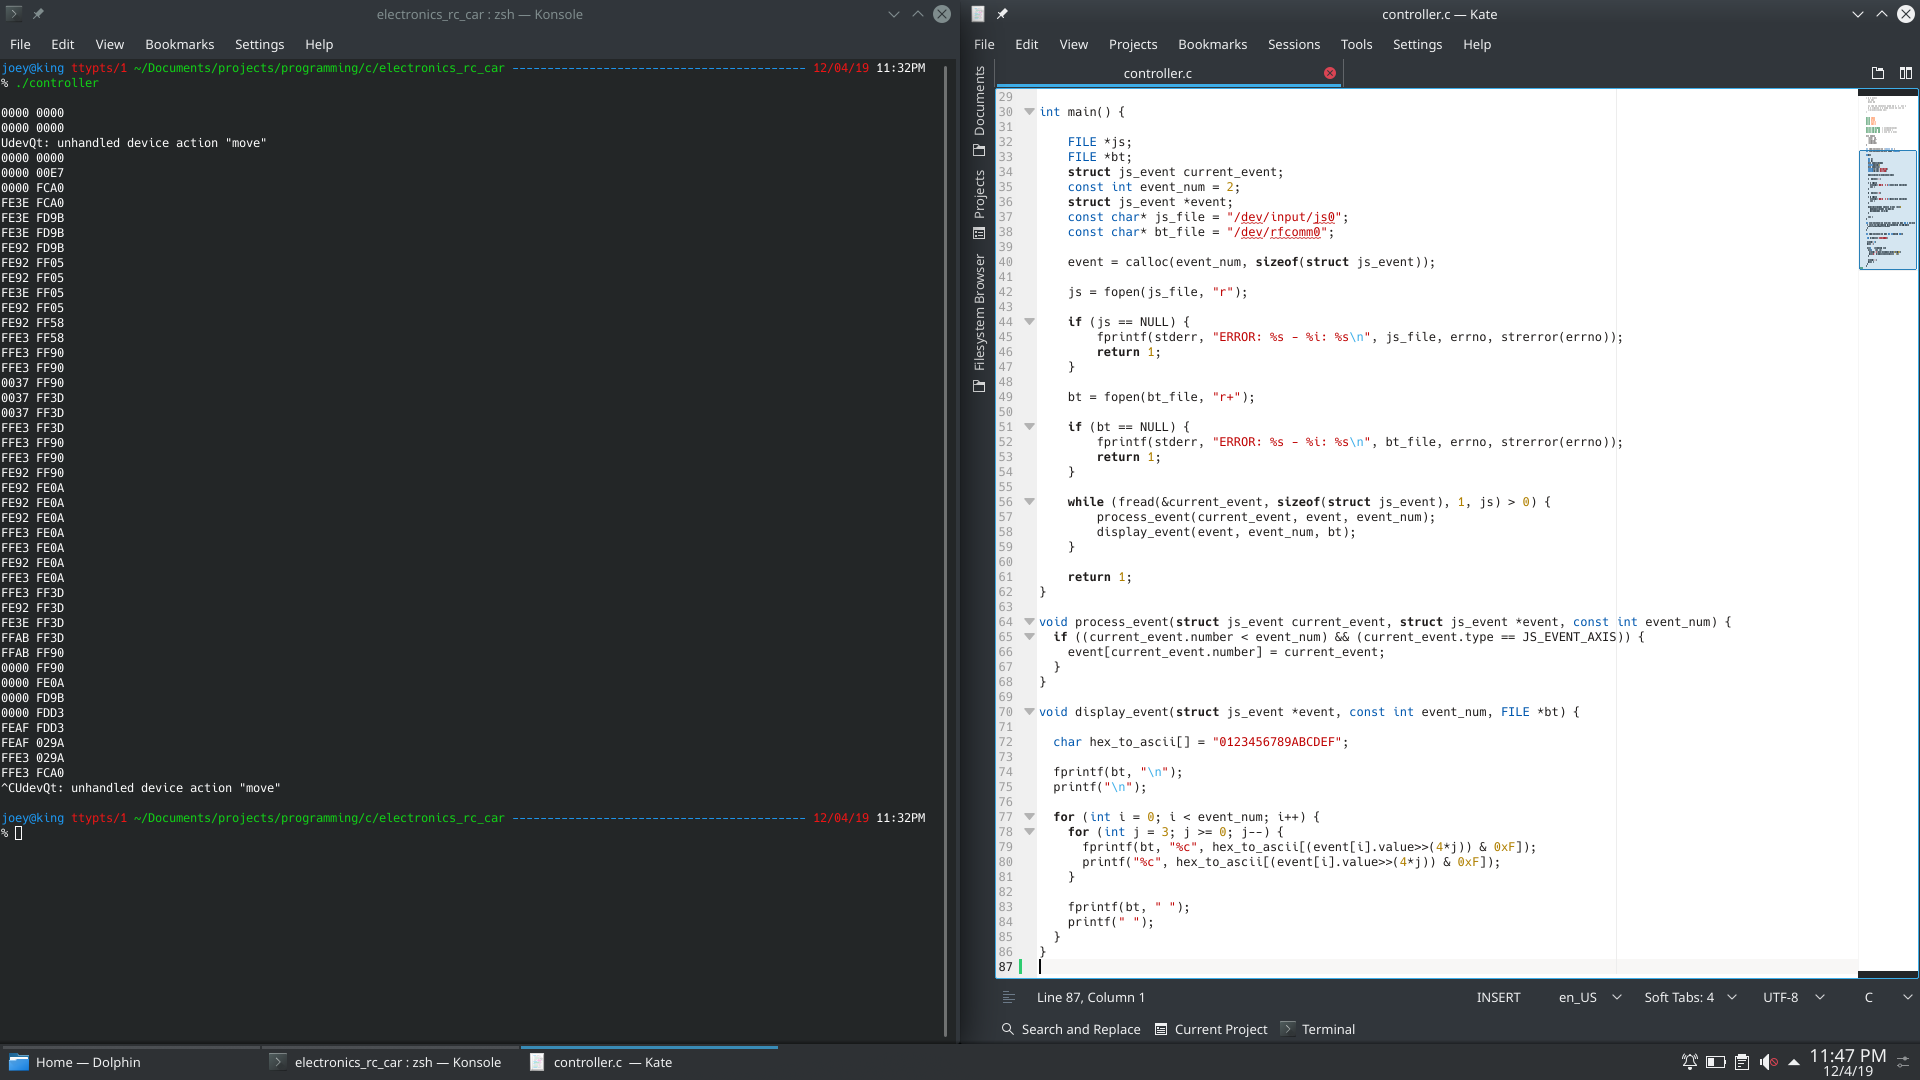 electronics_rc_car : zsh — Konsole
File Edit View Bookmarks Settings Help
joey@king ttypts/1 ~/Documents/projects/programming/c/electronics_rc_car ------------------------------------------ 12/04/19 11:32PM
% ./controller
0000 0000
0000 0000
UdevQt: unhandled device action "move"
0000 0000
0000 00E7
0000 FCA0
FE3E FCA0
FE3E FD9B
FE3E FD9B
FE92 FD9B
FE92 FF05
FE92 FF05
FE3E FF05
FE92 FF05
FE92 FF58
FFE3 FF58
FFE3 FF90
FFE3 FF90
0037 FF90
0037 FF3D
0037 FF3D
FFE3 FF3D
FFE3 FF90
FFE3 FF90
FE92 FF90
FE92 FE0A
FE92 FE0A
FE92 FE0A
FFE3 FE0A
FFE3 FE0A
FE92 FE0A
FFE3 FE0A
FFE3 FF3D
FE92 FF3D
FE3E FF3D
FFAB FF3D
FFAB FF90
0000 FF90
0000 FE0A
0000 FD9B
0000 FDD3
FEAF FDD3
FEAF 029A
FFE3 029A
FFE3 FCA0
^CUdevQt: unhandled device action "move"
joey@king ttypts/1 ~/Documents/projects/programming/c/electronics_rc_car ------------------------------------------ 12/04/19 11:32PM
%
controller.c — Kate
File Edit View Projects Bookmarks Sessions Tools Settings Help
Documents
Projects
Filesystem Browser
controller.c
29
30 int main() {
31
32     FILE *js;
33     FILE *bt;
34     struct js_event current_event;
35     const int event_num = 2;
36     struct js_event *event;
37     const char* js_file = "/dev/input/js0";
38     const char* bt_file = "/dev/rfcomm0";
39
40     event = calloc(event_num, sizeof(struct js_event));
41
42     js = fopen(js_file, "r");
43
44     if (js == NULL) {
45         fprintf(stderr, "ERROR: %s - %i: %s\n", js_file, errno, strerror(errno));
46         return 1;
47     }
48
49     bt = fopen(bt_file, "r+");
50
51     if (bt == NULL) {
52         fprintf(stderr, "ERROR: %s - %i: %s\n", bt_file, errno, strerror(errno));
53         return 1;
54     }
55
56     while (fread(&current_event, sizeof(struct js_event), 1, js) > 0) {
57         process_event(current_event, event, event_num);
58         display_event(event, event_num, bt);
59     }
60
61     return 1;
62 }
63
64 void process_event(struct js_event current_event, struct js_event *event, const int event_num) {
65   if ((current_event.number < event_num) && (current_event.type == JS_EVENT_AXIS)) {
66     event[current_event.number] = current_event;
67   }
68 }
69
70 void display_event(struct js_event *event, const int event_num, FILE *bt) {
71
72   char hex_to_ascii[] = "0123456789ABCDEF";
73
74   fprintf(bt, "\n");
75   printf("\n");
76
77   for (int i = 0; i < event_num; i++) {
78     for (int j = 3; j >= 0; j--) {
79       fprintf(bt, "%c", hex_to_ascii[(event[i].value>>(4*j)) & 0xF]);
80       printf("%c", hex_to_ascii[(event[i].value>>(4*j)) & 0xF]);
81     }
82
83     fprintf(bt, " ");
84     printf(" ");
85   }
86 }
87
Line 87, Column 1 INSERT en_US Soft Tabs: 4 UTF-8 C
Search and Replace Current Project Terminal
Home — Dolphin electronics_rc_car : zsh — Konsole controller.c — Kate 11:47 PM
12/4/19